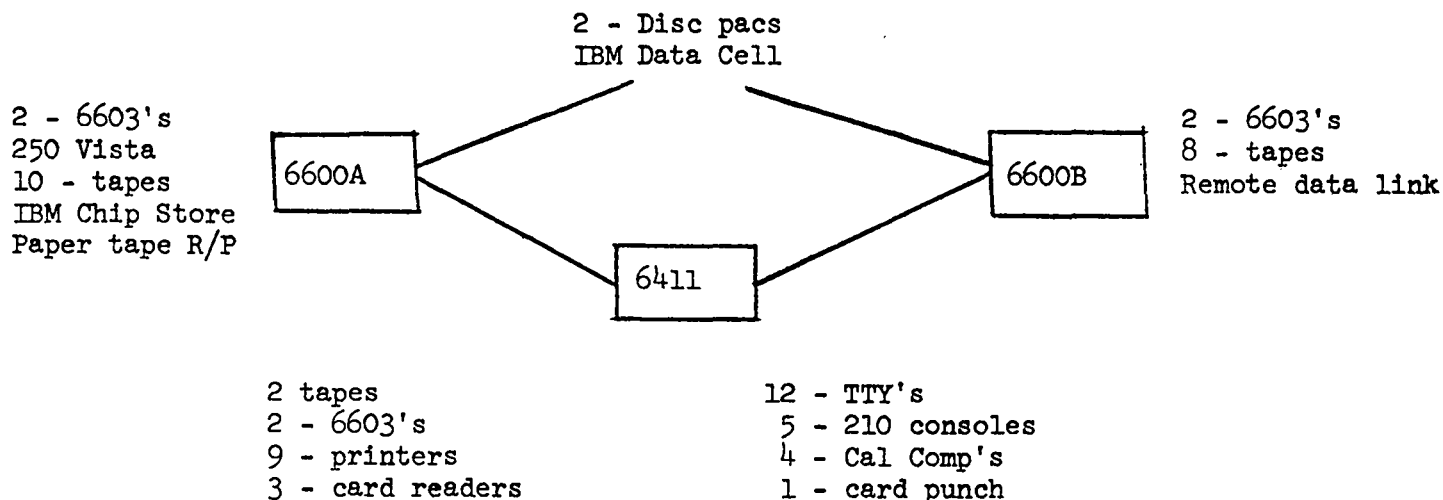 2 - Disc pacs
IBM Data Cell
2 - 6603's
250 Vista
10 - tapes
IBM Chip Store
Paper tape R/P
6600A
6600B
2 - 6603's
8 - tapes
Remote data link
6411
2 tapes
2 - 6603's
9 - printers
3 - card readers
12 - TTY's
5 - 210 consoles
4 - Cal Comp's
1 - card punch